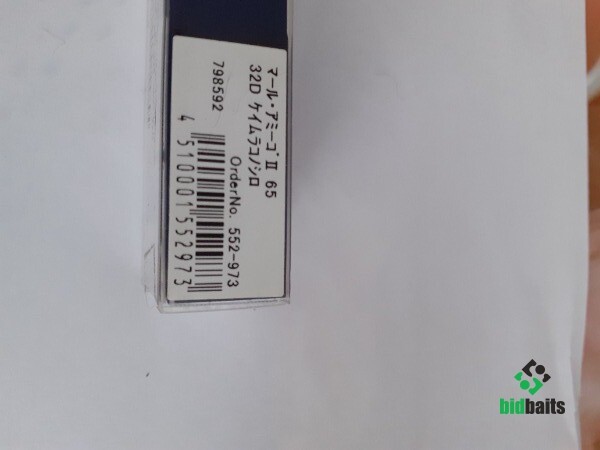 マール・アミーゴⅡ 65
32D ケイムラコノシロ
798592
OrderNo. 552-973
4 510001 552973
bidbaits